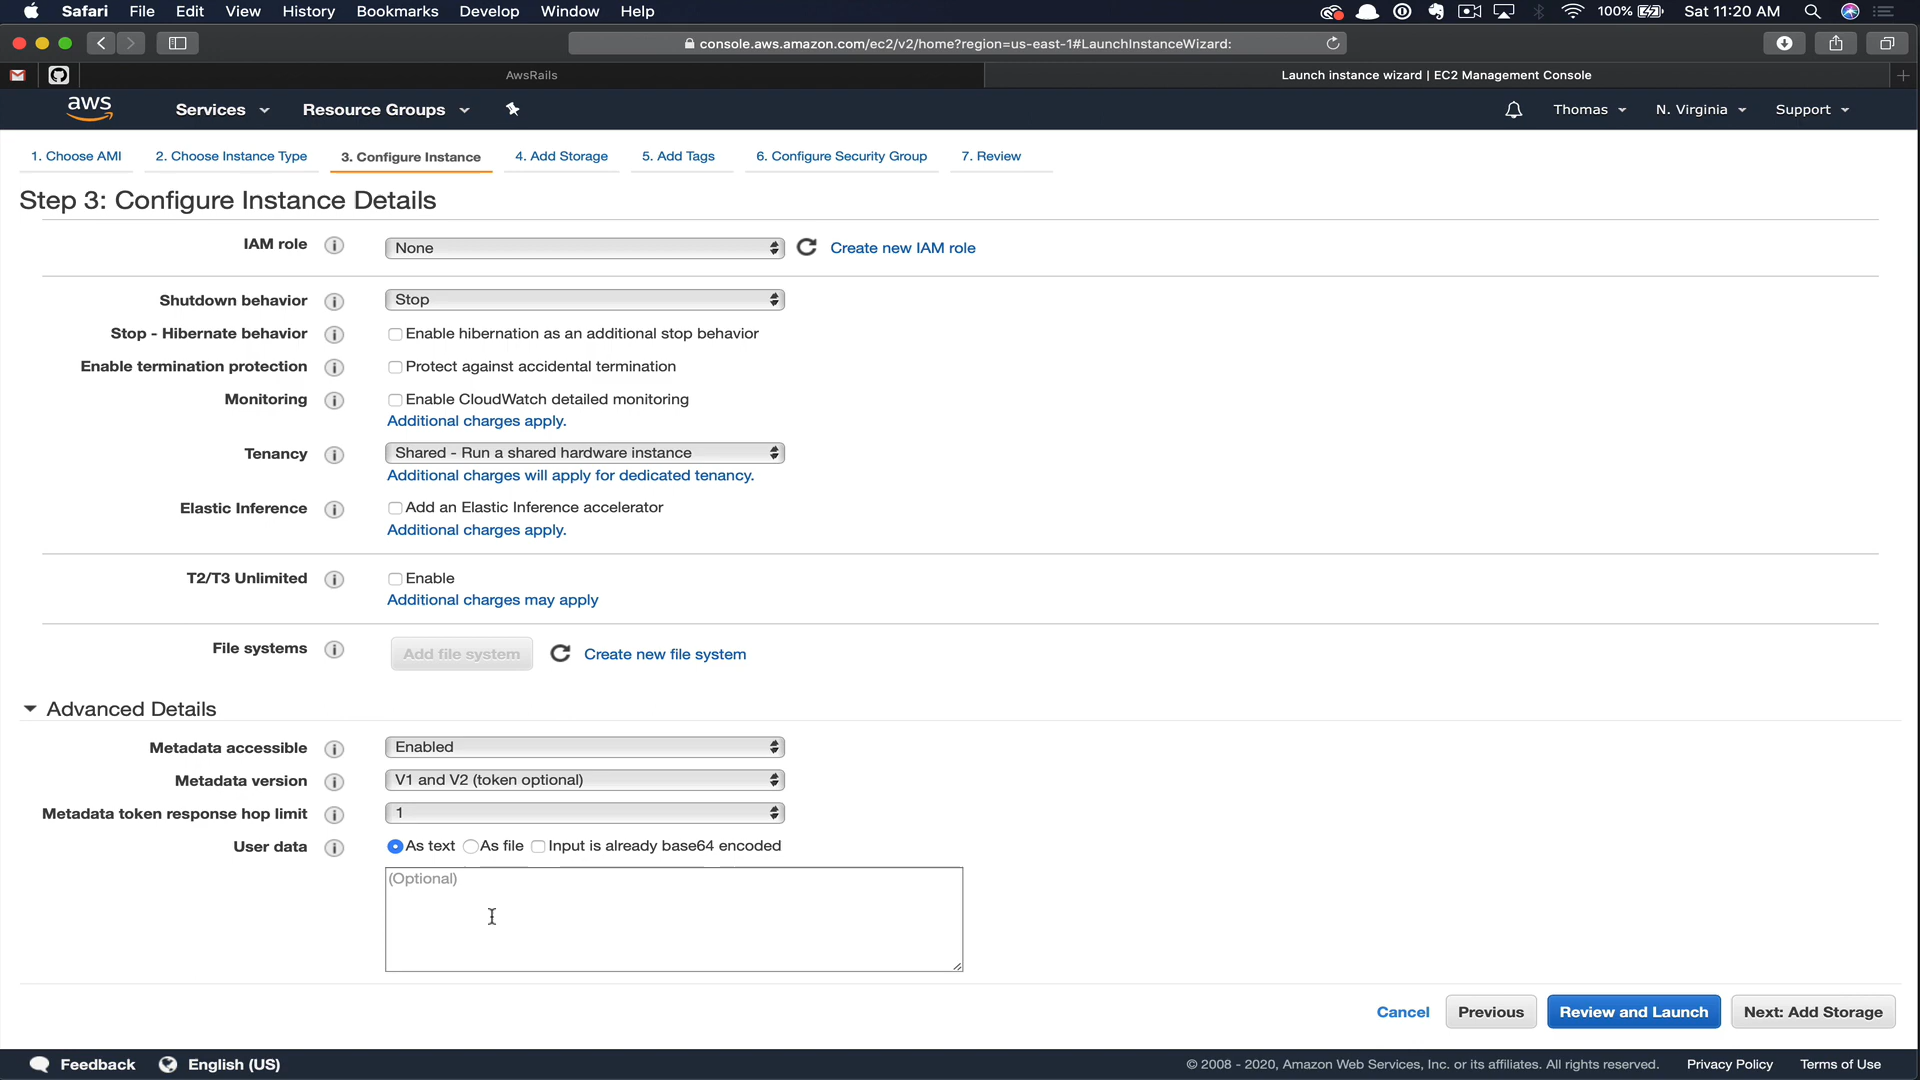 Safari File Edit View History Bookmarks Develop Window Help 100% Sat 11:20 AM
console.aws.amazon.com/ec2/v2/home?region=us-east-1#LaunchInstanceWizard:
AwsRails Launch instance wizard | EC2 Management Console
aws Services Resource Groups Thomas N. Virginia Support
1. Choose AMI 2. Choose Instance Type 3. Configure Instance 4. Add Storage 5. Add Tags 6. Configure Security Group 7. Review
Step 3: Configure Instance Details
IAM role None Create new IAM role
Shutdown behavior Stop
Stop - Hibernate behavior Enable hibernation as an additional stop behavior
Enable termination protection Protect against accidental termination
Monitoring Enable CloudWatch detailed monitoring
Additional charges apply.
Tenancy Shared - Run a shared hardware instance
Additional charges will apply for dedicated tenancy.
Elastic Inference Add an Elastic Inference accelerator
Additional charges apply.
T2/T3 Unlimited Enable
Additional charges may apply
File systems Add file system Create new file system
Advanced Details
Metadata accessible Enabled
Metadata version V1 and V2 (token optional)
Metadata token response hop limit 1
User data As text As file Input is already base64 encoded
(Optional)
Cancel Previous Review and Launch Next: Add Storage
Feedback English (US) © 2008 - 2020, Amazon Web Services, Inc. or its affiliates. All rights reserved. Privacy Policy Terms of Use